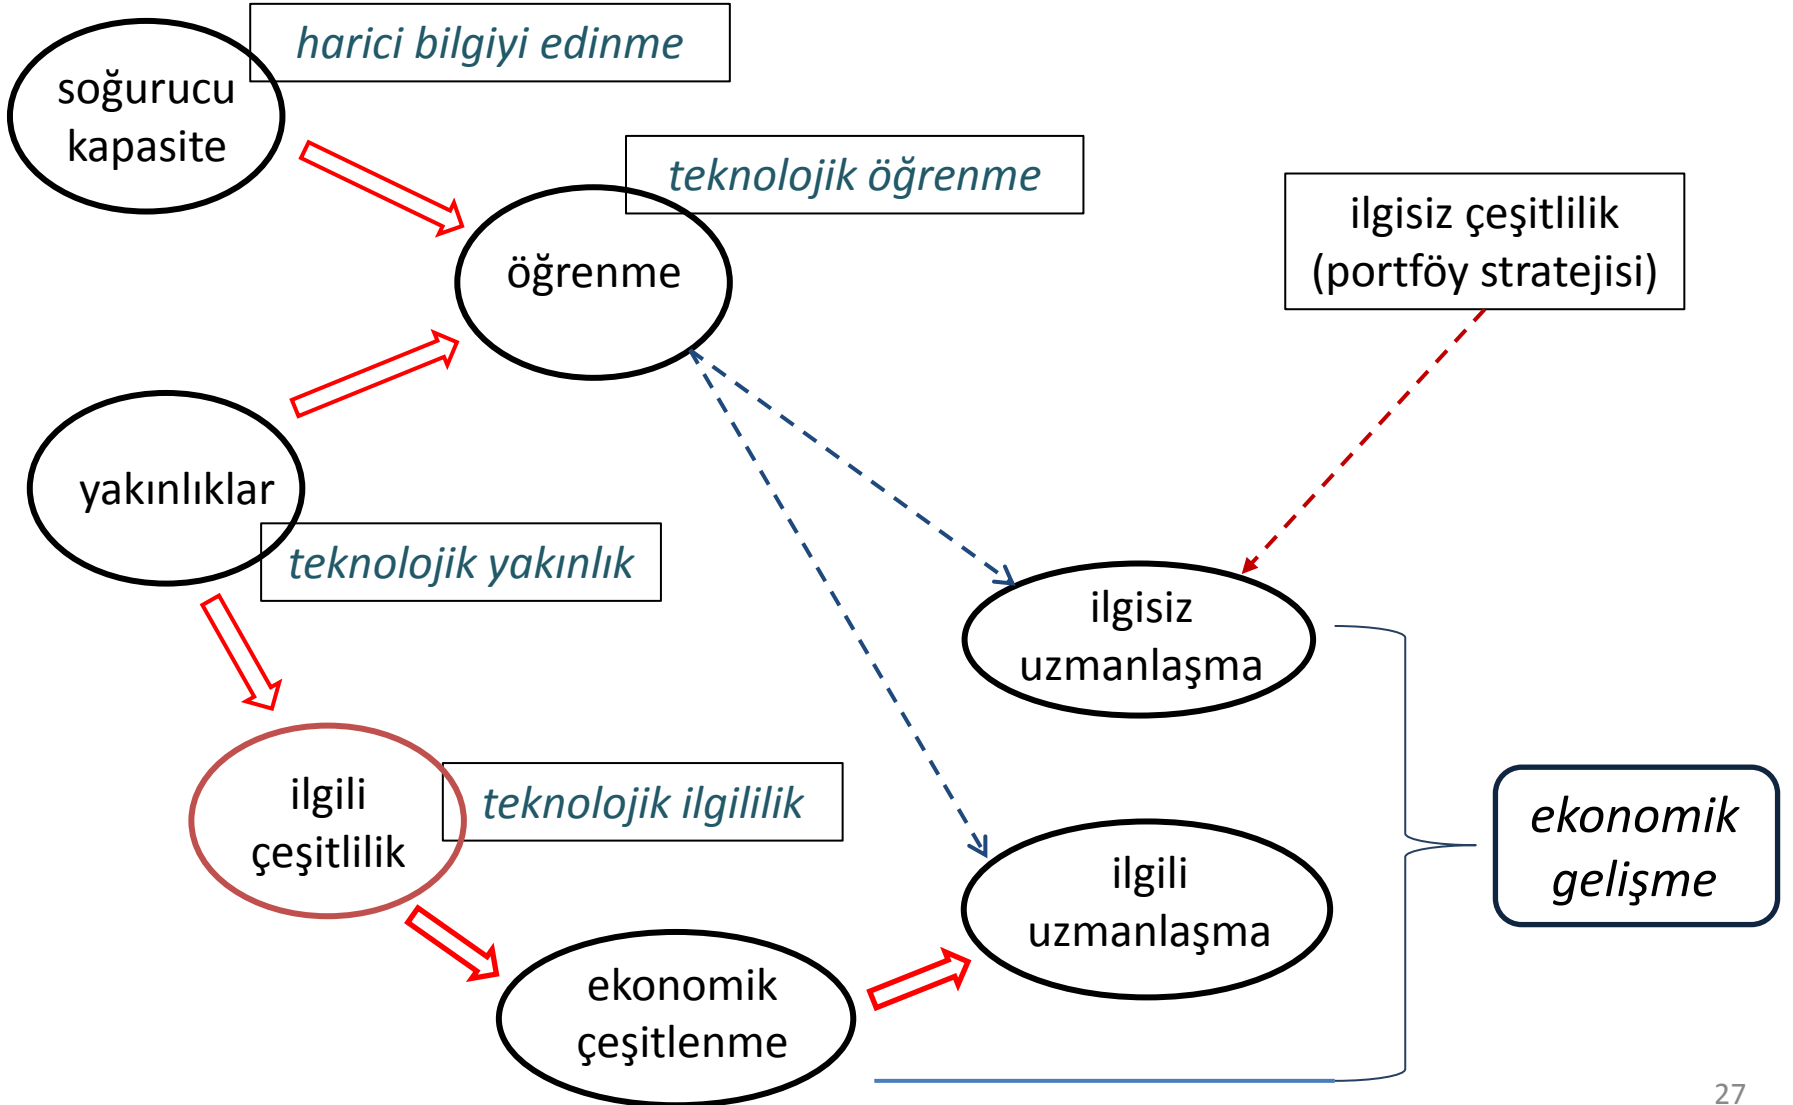 harici bilgiyi edinme
soğurucu
kapasite
teknolojik öğrenme
öğrenme
ilgisiz çeşitlilik
(portföy stratejisi)
yakınlıklar
teknolojik yakınlık
ilgisiz
uzmanlaşma
ilgili
çeşitlilik
teknolojik ilgililik
ekonomik
gelişme
ilgili
uzmanlaşma
ekonomik
çeşitlenme
27